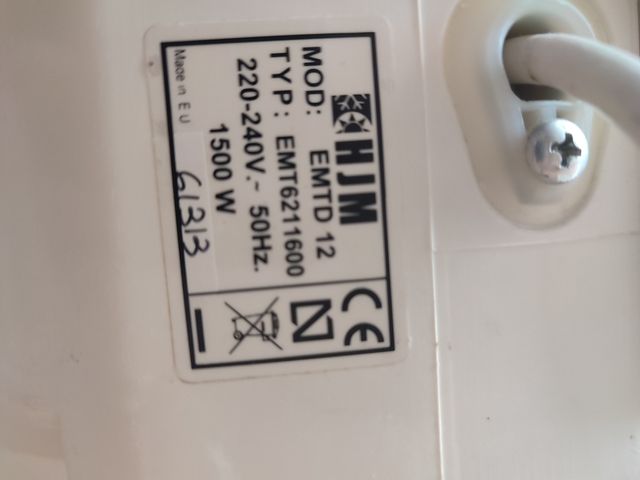 HJM
MOD: EMTD 12
TYP: EMT6211600
220-240V.~ 50Hz.
1500 W
Made in E U
61313
CE
N